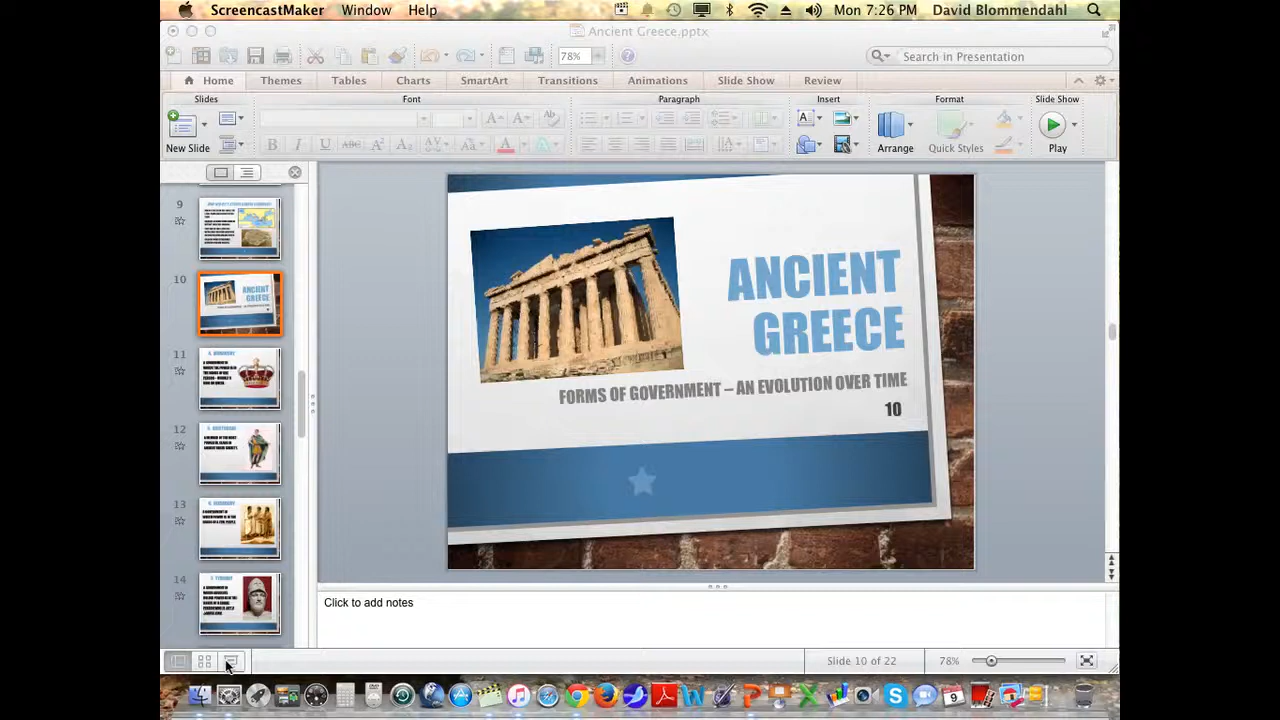 ScreencastMaker Window Help Mon 7:26 PM David Blommendahl
Ancient Greece.pptx
78% Search in Presentation
Home Themes Tables Charts SmartArt Transitions Animations Slide Show Review
Slides Font Paragraph Insert Format Slide Show
New Slide Arrange Quick Styles Play
9
10
ANCIENT
GREECE
11
12
13
14
ANCIENT
GREECE
FORMS OF GOVERNMENT – AN EVOLUTION OVER TIME
10
Click to add notes
Slide 10 of 22 78%